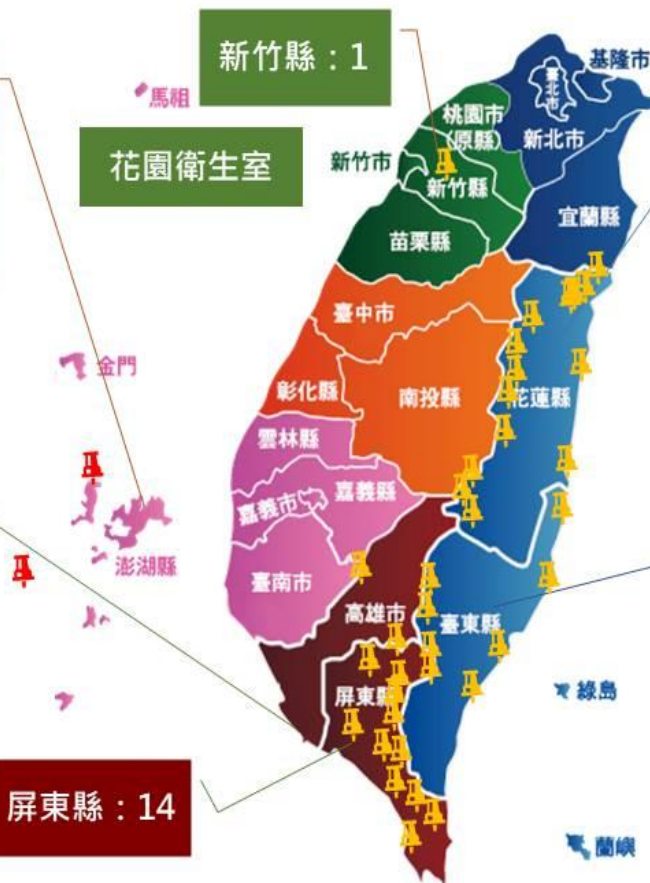 新竹縣：1
花園衛生室
馬祖
基隆市
臺北市
桃園市
(原縣)
新北市
新竹市
新竹縣
宜蘭縣
苗栗縣
臺中市
金門
彰化縣
南投縣
花蓮縣
雲林縣
嘉義市
嘉義縣
澎湖縣
臺南市
高雄市
臺東縣
屏東縣
綠島
屏東縣：14
蘭嶼